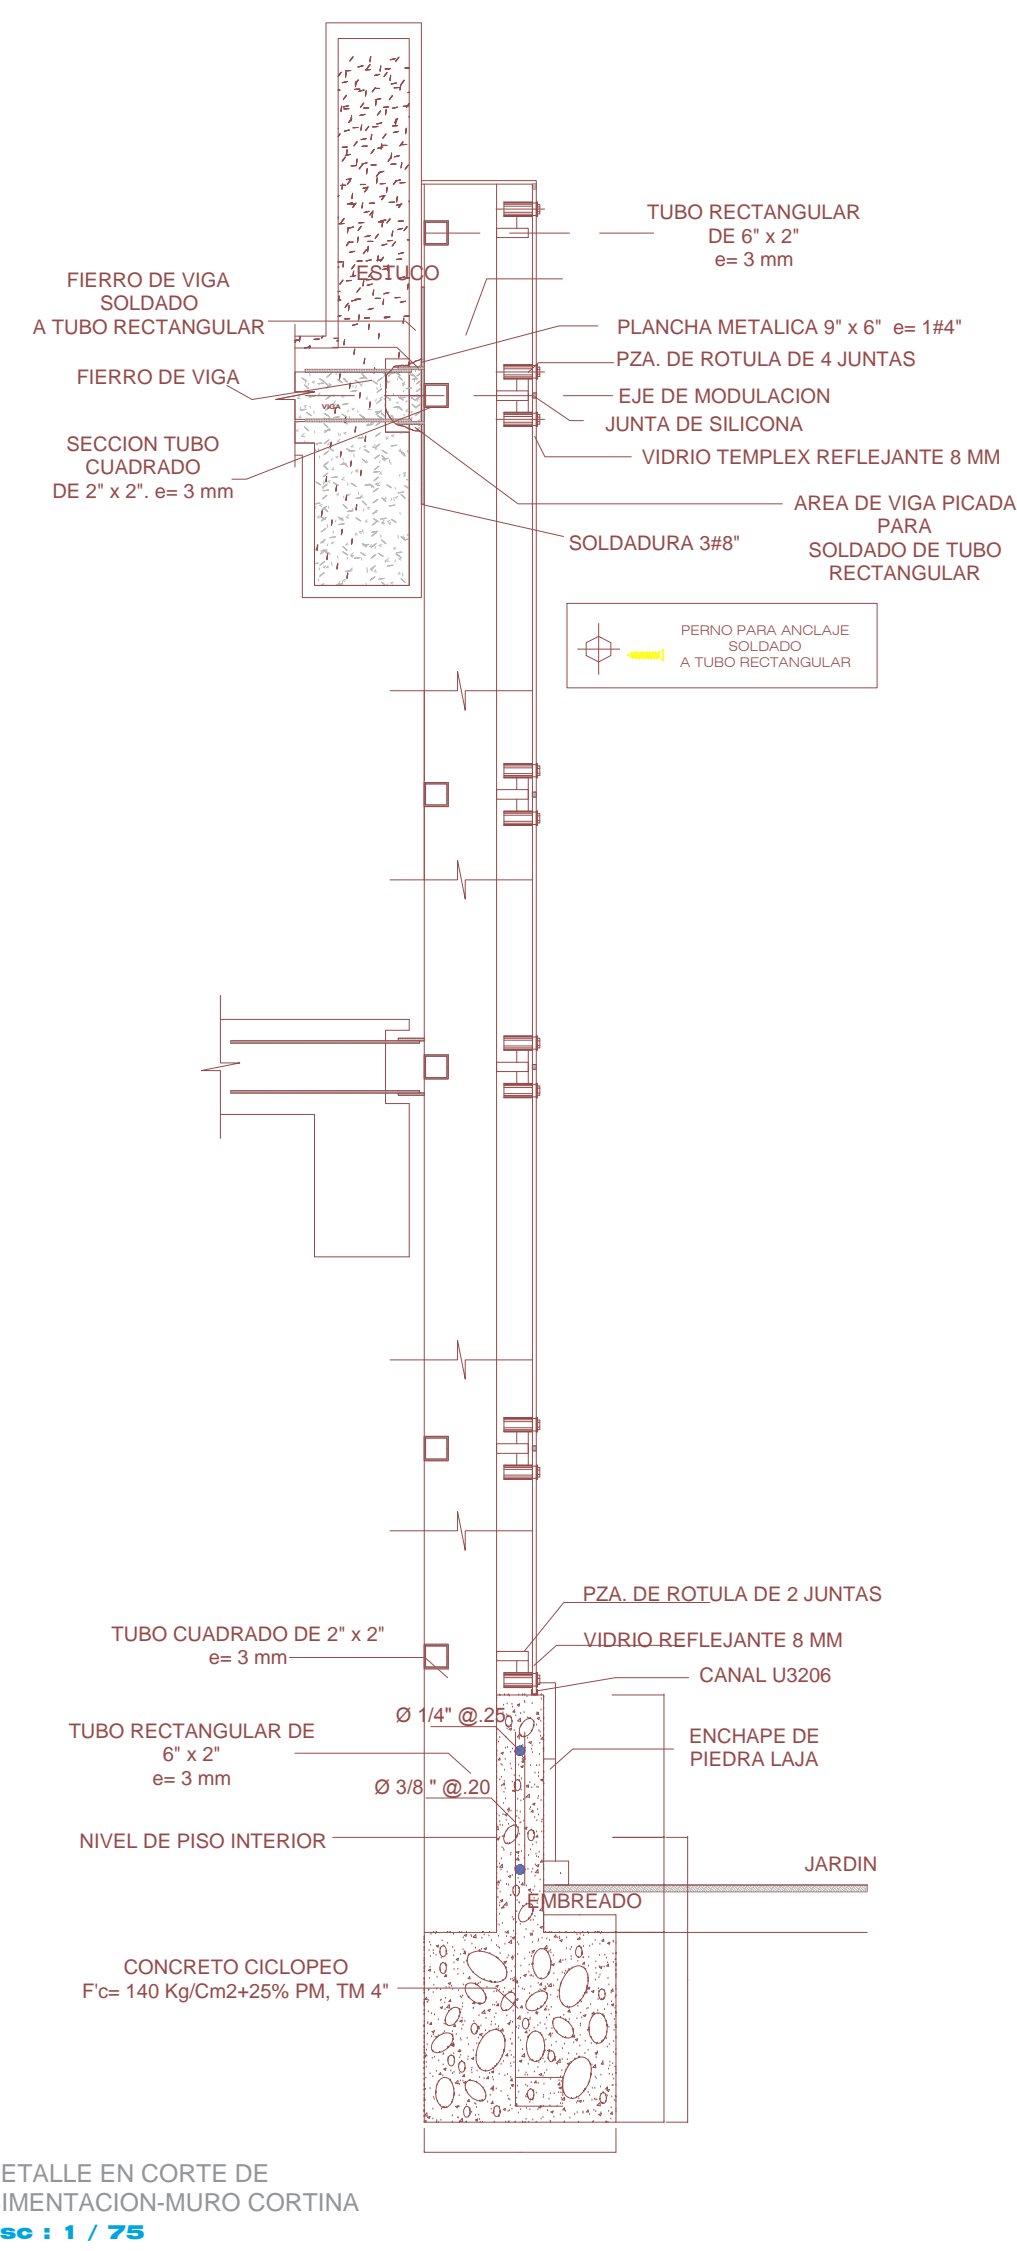 TUBO RECTANGULAR
DE 6" x 2"
e= 3 mm
ESTUCO
FIERRO DE VIGA
SOLDADO
A TUBO RECTANGULAR
PLANCHA METALICA 9" x 6"  e= 1#4"
PZA. DE ROTULA DE 4 JUNTAS
FIERRO DE VIGA
EJE DE MODULACION
VIGA
JUNTA DE SILICONA
SECCION TUBO
CUADRADO
DE 2" x 2". e= 3 mm
VIDRIO TEMPLEX REFLEJANTE 8 MM
AREA DE VIGA PICADA
PARA
SOLDADO DE TUBO
RECTANGULAR
SOLDADURA 3#8"
PERNO PARA ANCLAJE
SOLDADO
A TUBO RECTANGULAR
PZA. DE ROTULA DE 2 JUNTAS
TUBO CUADRADO DE 2" x 2"
e= 3 mm
VIDRIO REFLEJANTE 8 MM
CANAL U3206
Ø 1/4" @.25
TUBO RECTANGULAR DE
6" x 2"
e= 3 mm
ENCHAPE DE
PIEDRA LAJA
Ø 3/8 " @.20
NIVEL DE PISO INTERIOR
JARDIN
EMBREADO
CONCRETO CICLOPEO
F'c= 140 Kg/Cm2+25% PM, TM 4"
ETALLE EN CORTE DE
IMENTACION-MURO CORTINA
sc : 1 / 75